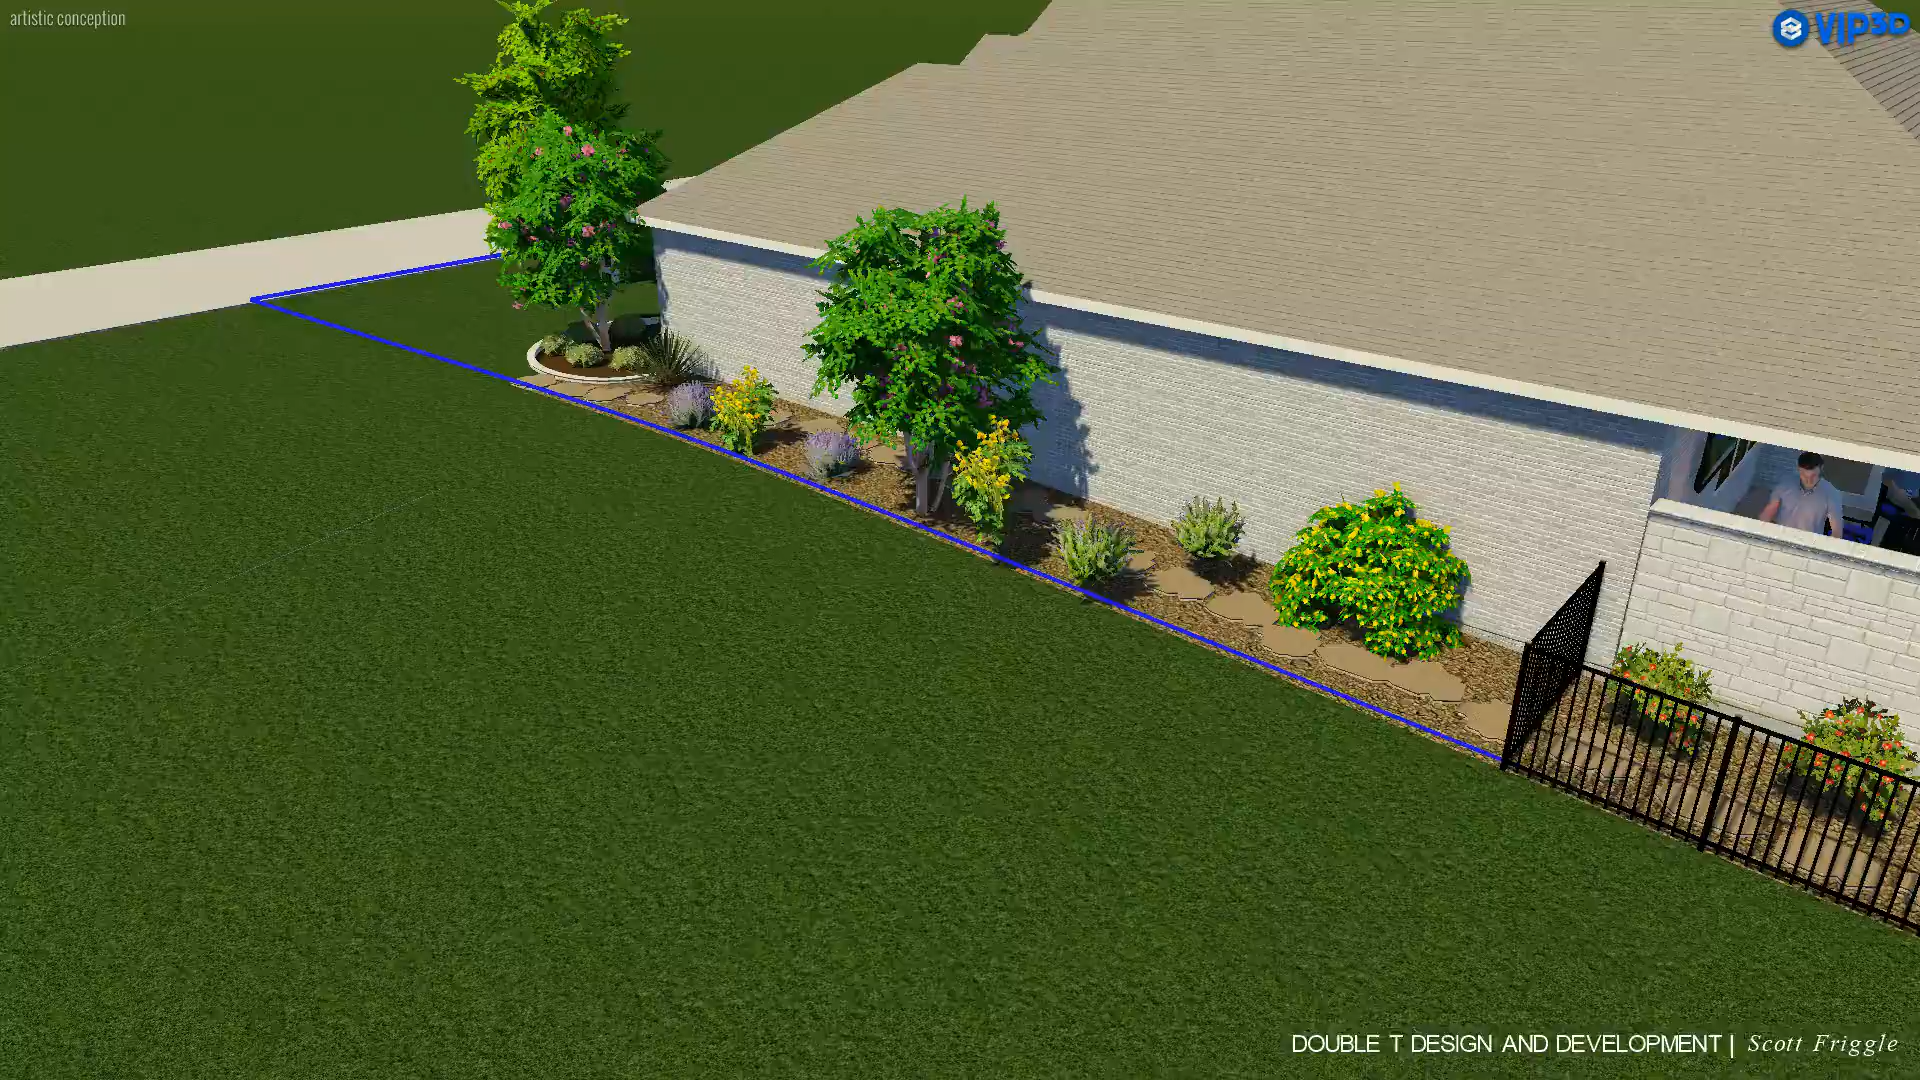 artistic conception
VIP3D
DOUBLE T DESIGN AND DEVELOPMENT | Scott Friggle